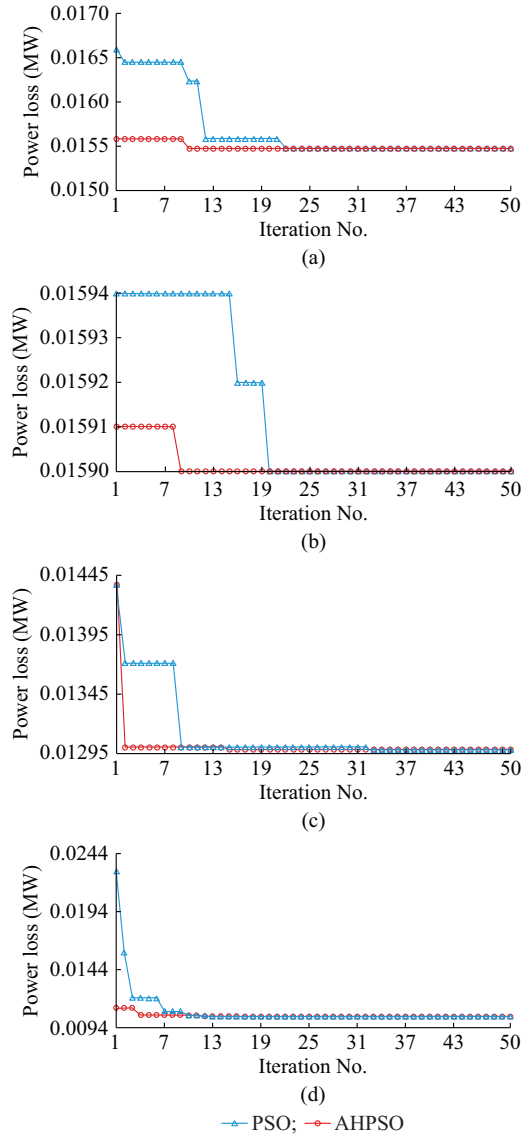 Power loss (MW)
0.0170
0.0165
0.0160
0.0155
0.0150
1 7 13 19 25 31 37 43 50
Iteration No.
(a)
Power loss (MW)
0.01594
0.01593
0.01592
0.01591
0.01590
1 7 13 19 25 31 37 43 50
Iteration No.
(b)
Power loss (MW)
0.01445
0.01395
0.01345
0.01295
1 7 13 19 25 31 37 43 50
Iteration No.
(c)
Power loss (MW)
0.0244
0.0194
0.0144
0.0094
1 7 13 19 25 31 37 43 50
Iteration No.
(d)
PSO; AHPSO